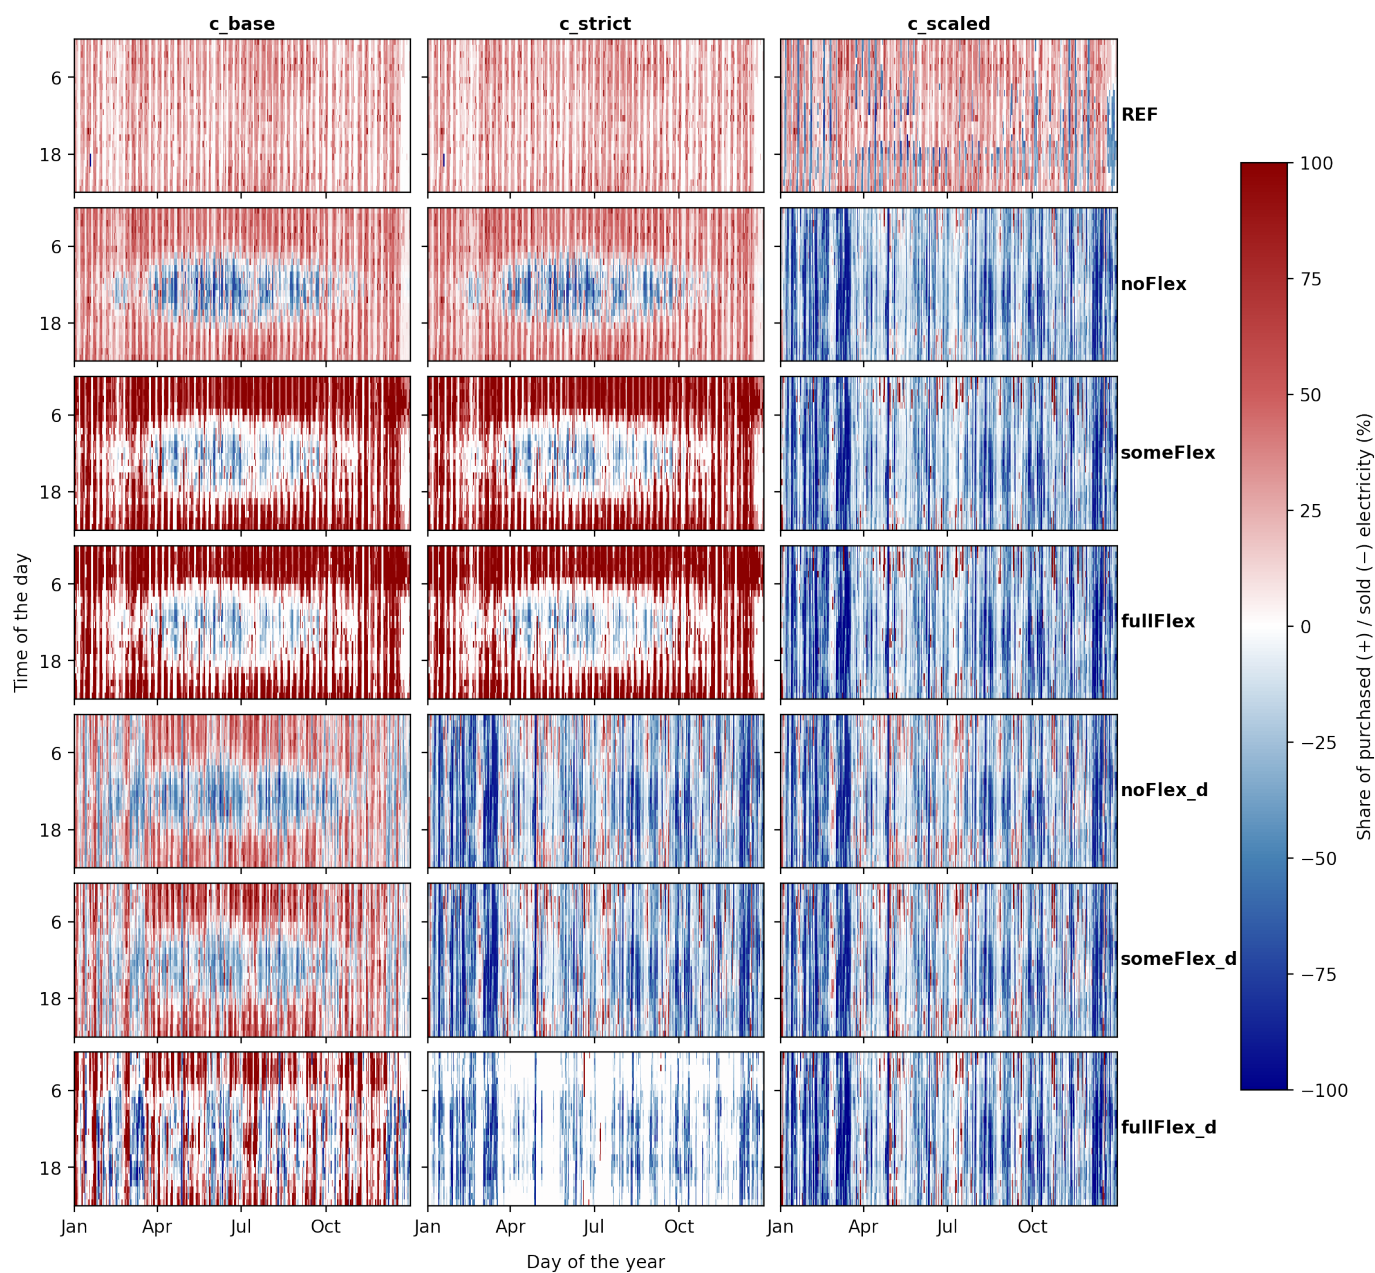 c_base c_strict c_scaled
6
18
REF
6
18
noFlex
6
18
someFlex
6
18
fullFlex
6
18
noFlex_d
6
18
someFlex_d
6
18
fullFlex_d
Jan Apr Jul Oct Jan Apr Jul Oct Jan Apr Jul Oct
Day of the year
Time of the day
100
75
50
25
0
−25
−50
−75
−100
Share of purchased (+) / sold (−) electricity (%)